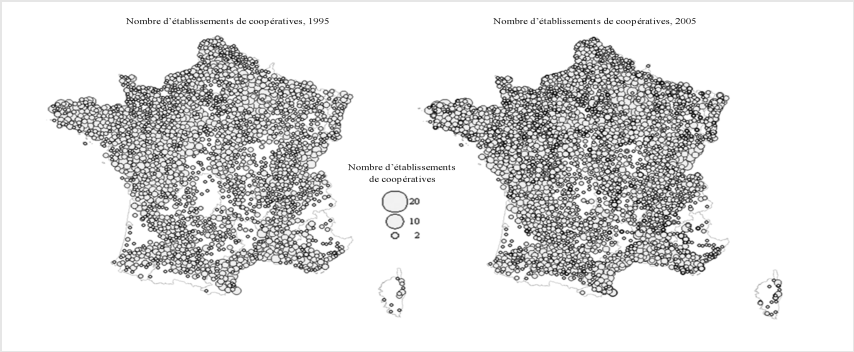 Nombre d'établissements de coopératives, 1995
Nombre d'établissements de coopératives, 2005
Nombre d'établissements
de coopératives
20
10
2